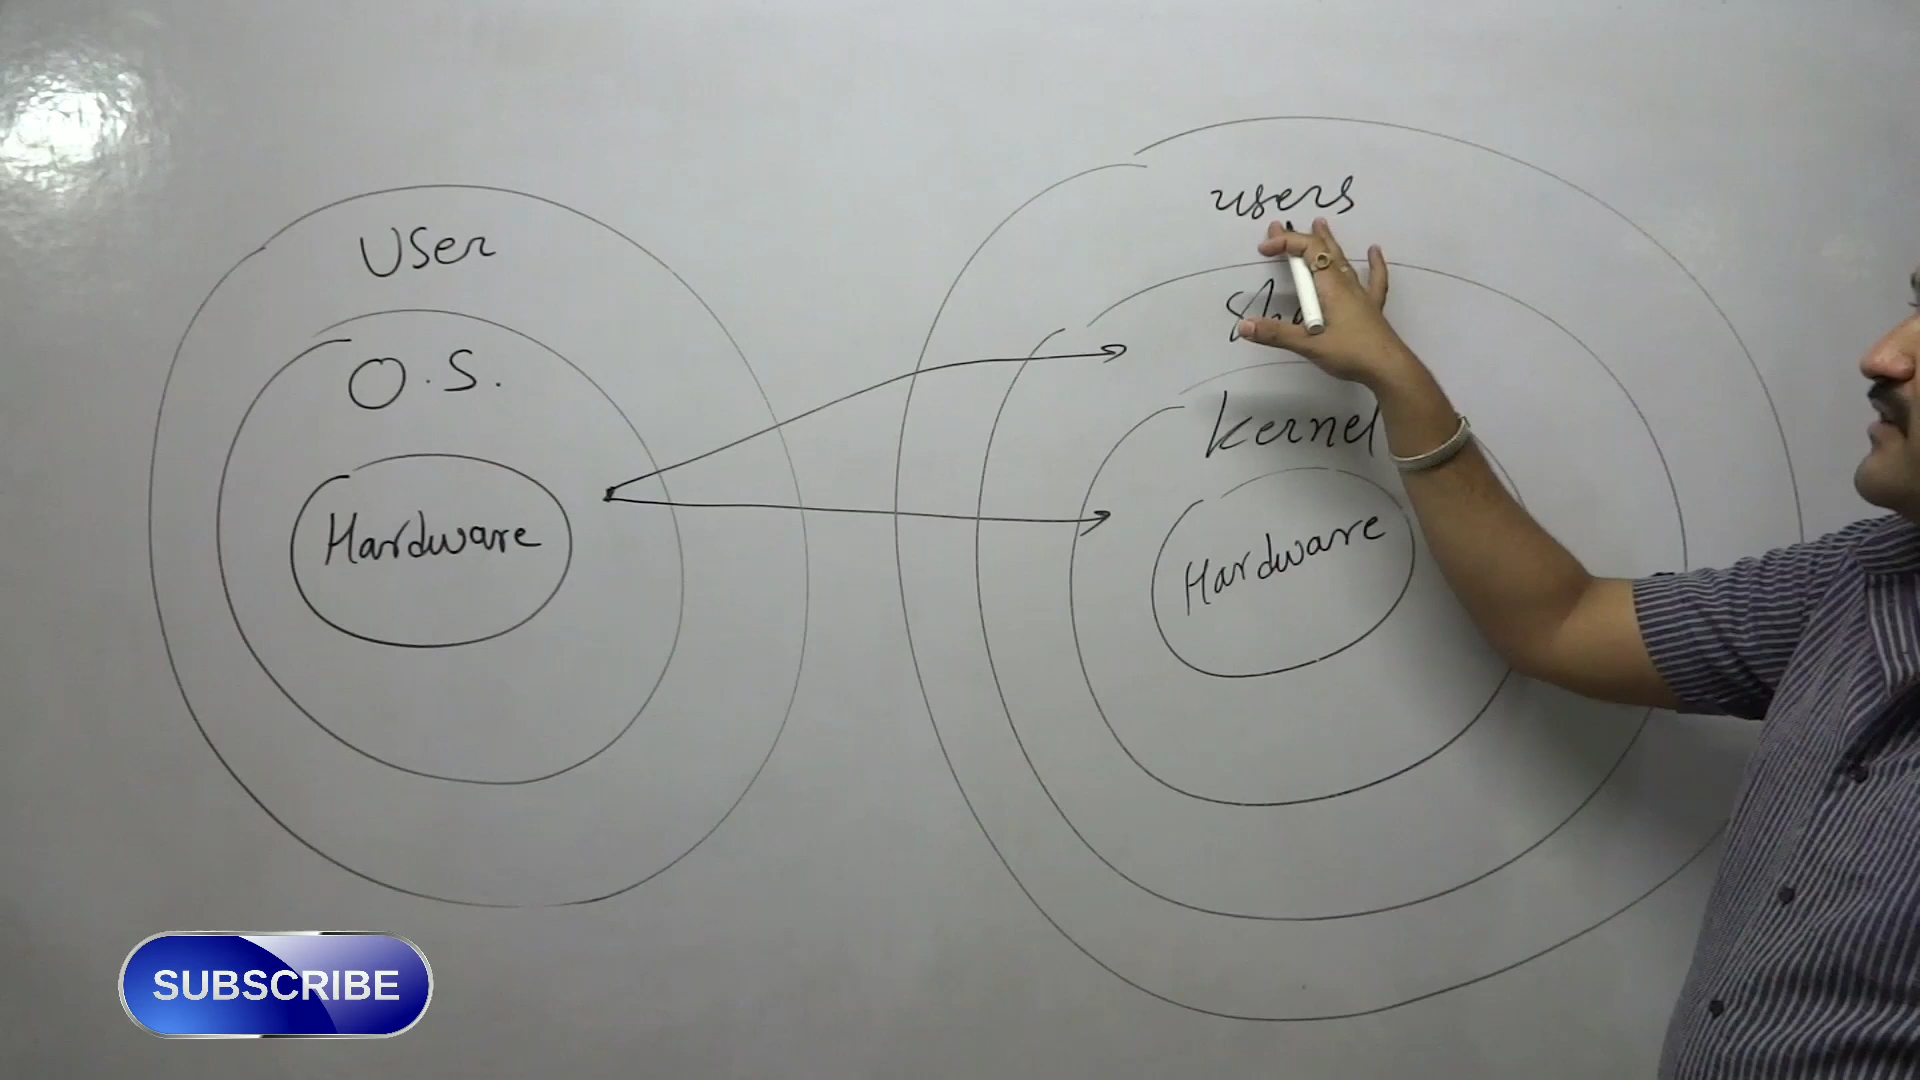 User
O.S.
Hardware
users
kernel
Hardware
SUBSCRIBE